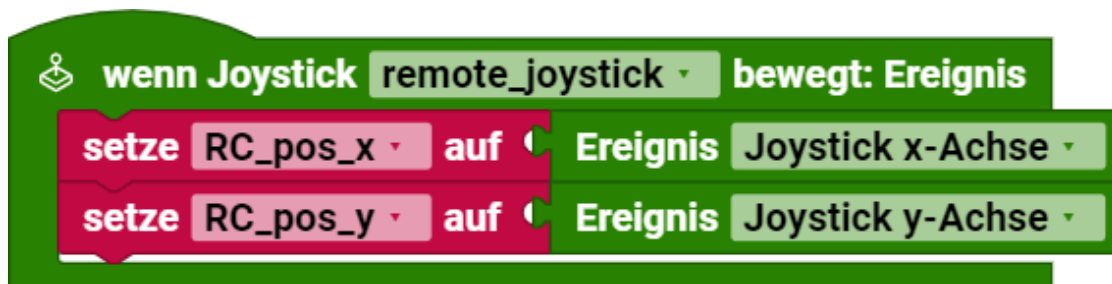 wenn Joystick remote_joystick bewegt: Ereignis
setze RC_pos_x auf Ereignis Joystick x-Achse
setze RC_pos_y auf Ereignis Joystick y-Achse